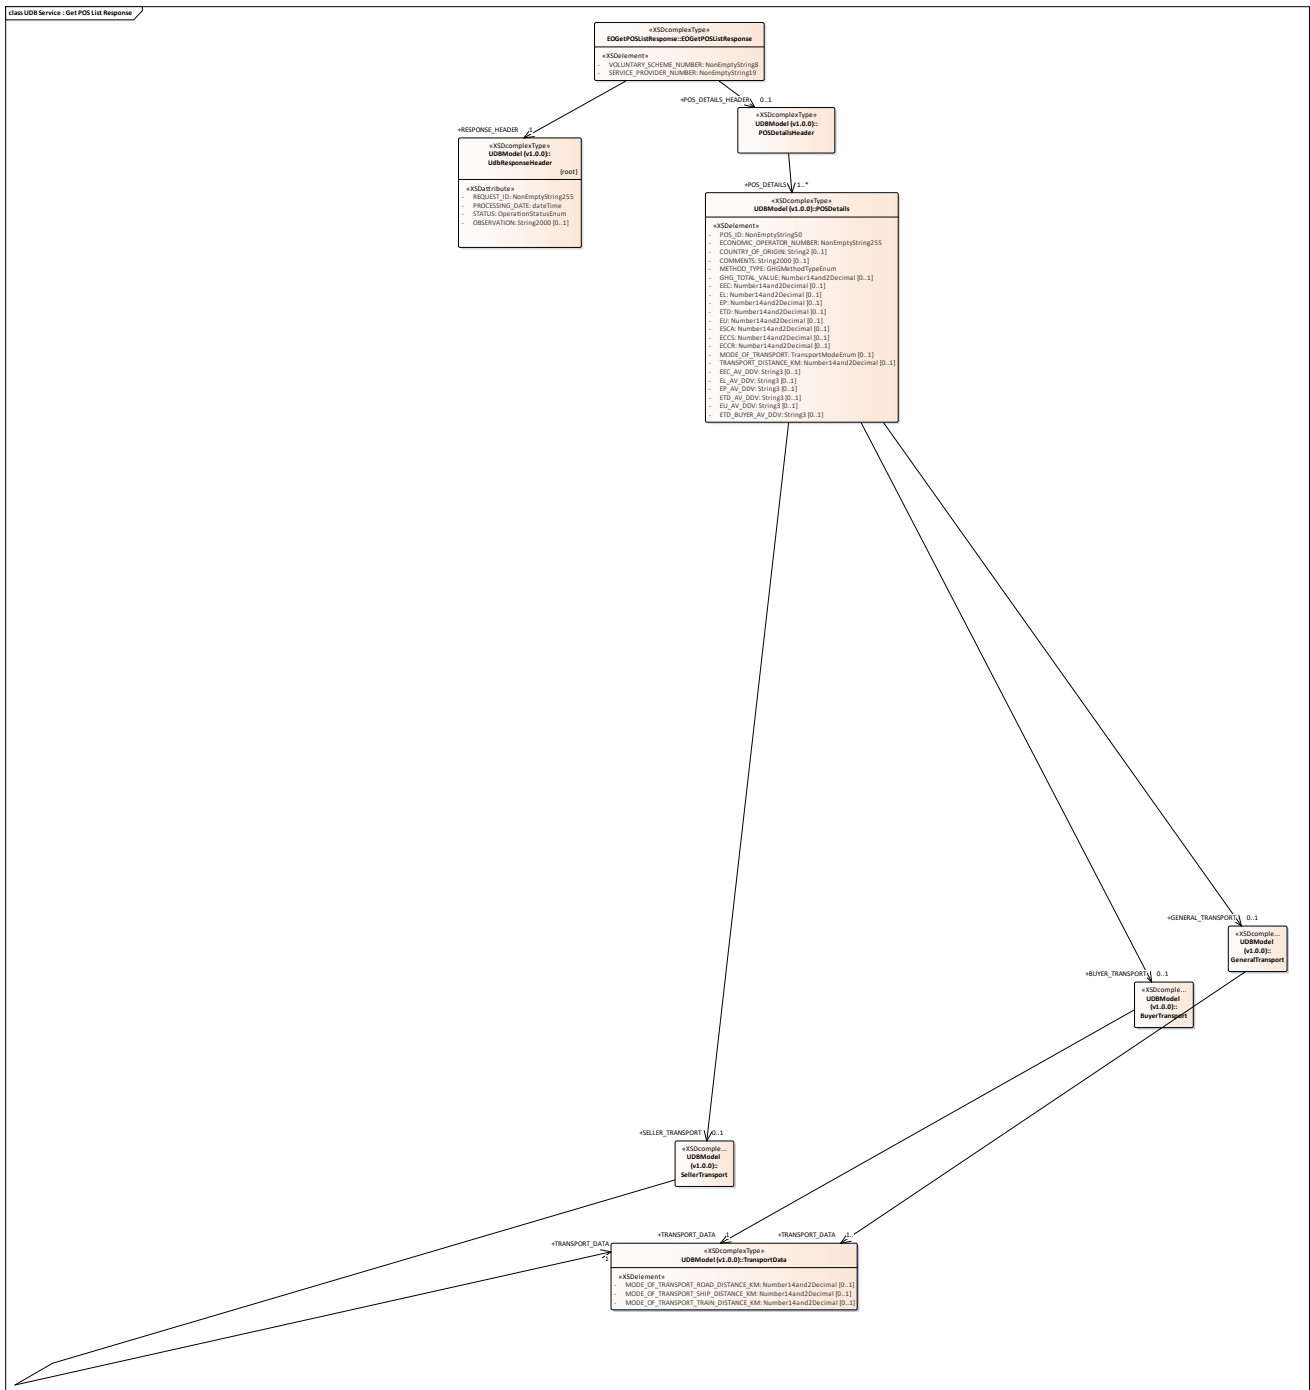 class UDB Service : Get POS List Response
«XSDcomplexType»
EOGetPOSListResponse::EOGetPOSListResponse
«XSDelement»
- VOLUNTARY_SCHEME_NUMBER: NonEmptyString8
- SERVICE_PROVIDER_NUMBER: NonEmptyString19
+POS_DETAILS_HEADER 0..1
«XSDcomplexType»
UDBModel (v1.0.0)::
POSDetailsHeader
+RESPONSE_HEADER 1
«XSDcomplexType»
UDBModel (v1.0.0)::
UdbResponseHeader
{root}
«XSDattribute»
- REQUEST_ID: NonEmptyString255
- PROCESSING_DATE: dateTime
- STATUS: OperationStatusEnum
- OBSERVATION: String2000 [0..1]
+POS_DETAILS 1..*
«XSDcomplexType»
UDBModel (v1.0.0)::POSDetails
«XSDelement»
- POS_ID: NonEmptyString50
- ECONOMIC_OPERATOR_NUMBER: NonEmptyString255
- COUNTRY_OF_ORIGIN: String2 [0..1]
- COMMENTS: String2000 [0..1]
- METHOD_TYPE: GHGMethodTypeEnum
- GHG_TOTAL_VALUE: Number14and2Decimal [0..1]
- EEC: Number14and2Decimal [0..1]
- EL: Number14and2Decimal [0..1]
- EP: Number14and2Decimal [0..1]
- ETD: Number14and2Decimal [0..1]
- EU: Number14and2Decimal [0..1]
- ESCA: Number14and2Decimal [0..1]
- ECCS: Number14and2Decimal [0..1]
- ECCR: Number14and2Decimal [0..1]
- MODE_OF_TRANSPORT: TransportModeEnum [0..1]
- TRANSPORT_DISTANCE_KM: Number14and2Decimal [0..1]
- EEC_AV_DDV: String3 [0..1]
- EL_AV_DDV: String3 [0..1]
- EP_AV_DDV: String3 [0..1]
- ETD_AV_DDV: String3 [0..1]
- EU_AV_DDV: String3 [0..1]
- ETD_BUYER_AV_DDV: String3 [0..1]
+GENERAL_TRANSPORT 0..1
«XSDcomple...
UDBModel
(v1.0.0)::
GeneralTransport
+BUYER_TRANSPORT 0..1
«XSDcomple...
UDBModel
(v1.0.0)::
BuyerTransport
+SELLER_TRANSPORT 0..1
«XSDcomple...
UDBModel
(v1.0.0)::
SellerTransport
+TRANSPORT_DATA 1
+TRANSPORT_DATA 1..
+TRANSPORT_DATA
1
«XSDcomplexType»
UDBModel (v1.0.0)::TransportData
«XSDelement»
- MODE_OF_TRANSPORT_ROAD_DISTANCE_KM: Number14and2Decimal [0..1]
- MODE_OF_TRANSPORT_SHIP_DISTANCE_KM: Number14and2Decimal [0..1]
- MODE_OF_TRANSPORT_TRAIN_DISTANCE_KM: Number14and2Decimal [0..1]